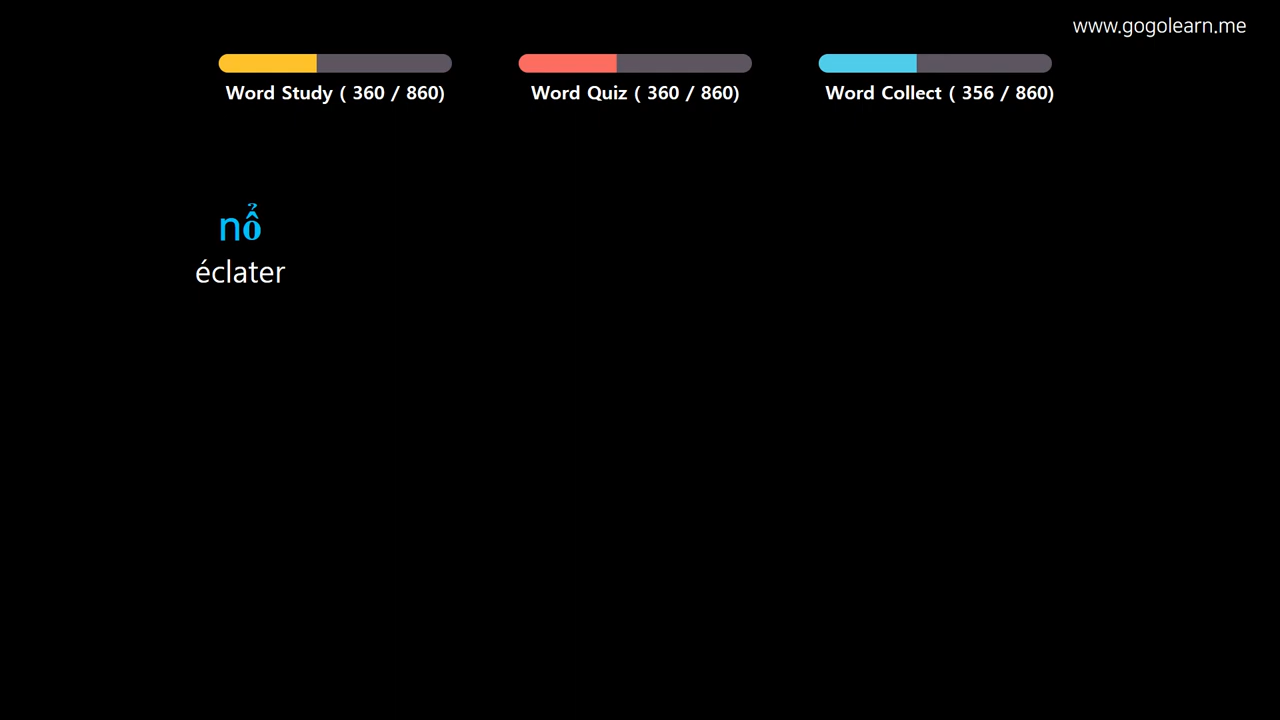 www.gogolearn.me
Word Study ( 360 / 860)
Word Quiz ( 360 / 860)
Word Collect ( 356 / 860)
nổ
éclater